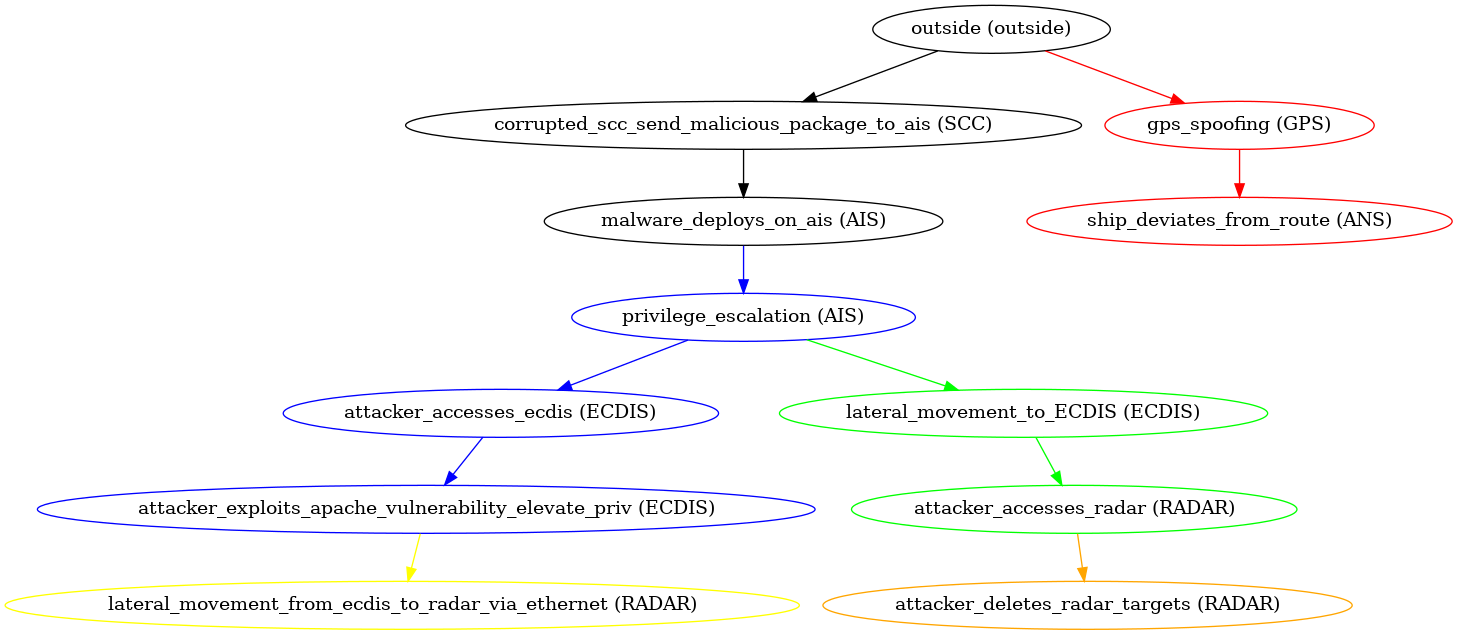 outside (outside)
corrupted_scc_send_malicious_package_to_ais (SCC)
gps_spoofing (GPS)
malware_deploys_on_ais (AIS)
ship_deviates_from_route (ANS)
privilege_escalation (AIS)
attacker_accesses_ecdis (ECDIS)
lateral_movement_to_ECDIS (ECDIS)
attacker_exploits_apache_vulnerability_elevate_priv (ECDIS)
attacker_accesses_radar (RADAR)
lateral_movement_from_ecdis_to_radar_via_ethernet (RADAR)
attacker_deletes_radar_targets (RADAR)